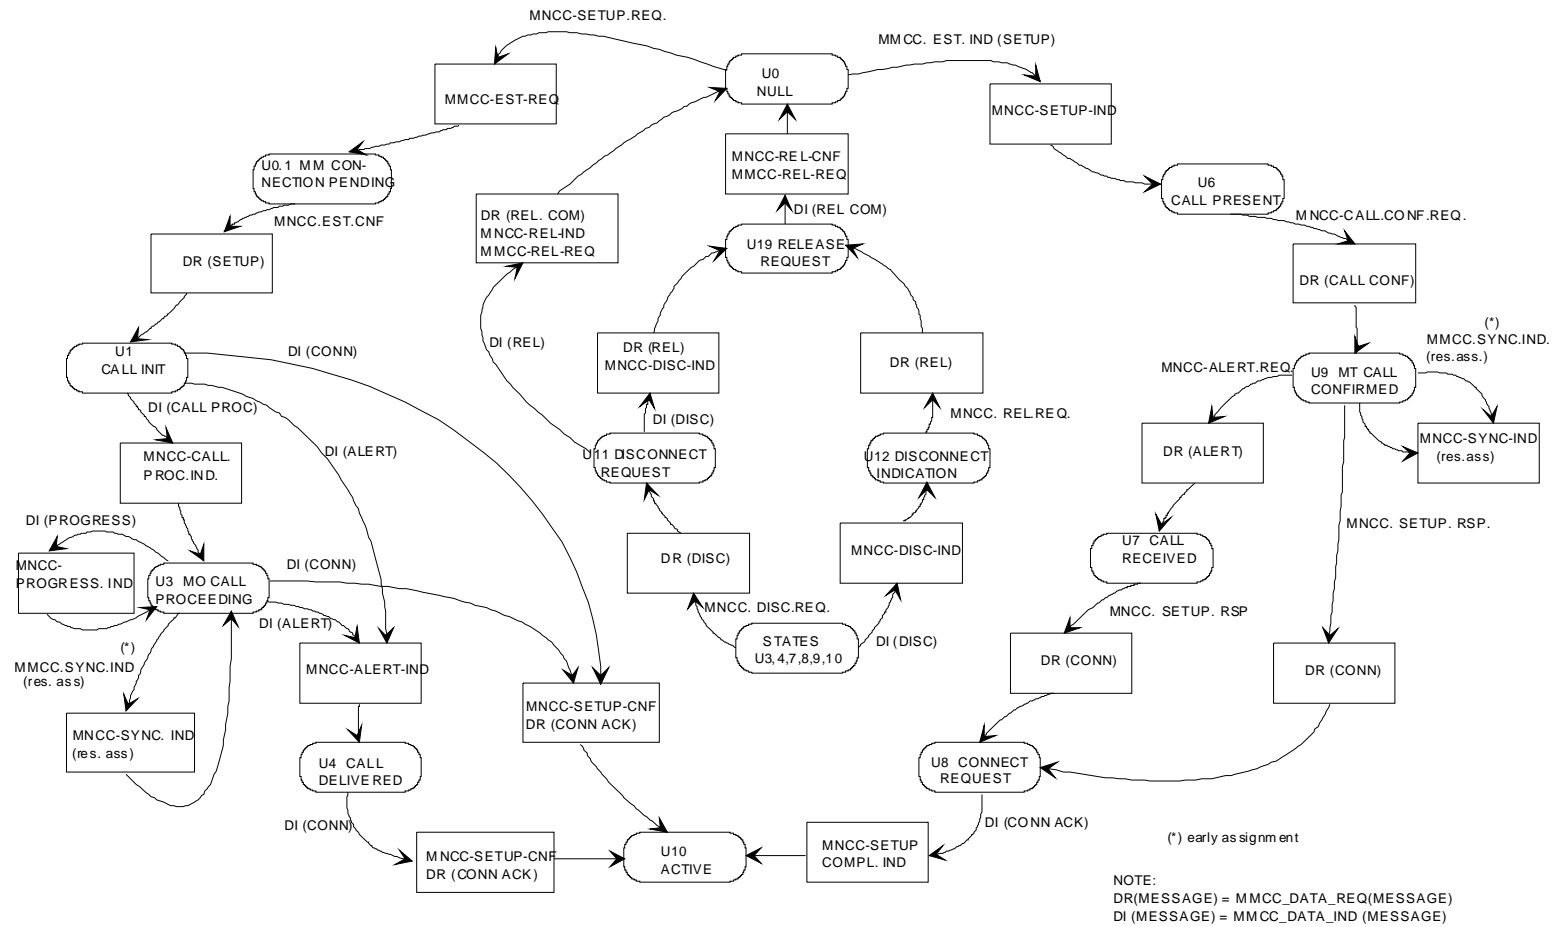 MNCC-SETUP.REQ.
MMCC. EST. IND (SETUP)
U0
NULL
MMCC-EST-REQ
MNCC-SETUP-IND
U0.1 MM CON-
NECTION PENDING
MNCC-REL-CNF
MMCC-REL-REQ
U6
CALL PRESENT
MNCC.EST.CNF
DR (REL. COM)
MNCC-REL-IND
MMCC-REL-REQ
DI (REL COM)
MNCC-CALL.CONF.REQ.
DR (SETUP)
U19 RELEASE
REQUEST
DR (CALL CONF)
U1
CALL INIT
DI (CONN)
DI (REL)
DR (REL)
MNCC-DISC-IND
DR (REL)
MNCC-ALERT.REQ.
U9 MT CALL
CONFIRMED
(*)
MMCC.SYNC.IND.
(res.ass.)
DI (CALL PROC)
DI (DISC)
MNCC. REL.REQ.
MNCC-CALL.
PROC.IND.
DI (ALERT)
U11 DISCONNECT
REQUEST
U12 DISCONNECT
INDICATION
DR (ALERT)
MNCC-SYNC-IND
(res.ass)
DI (PROGRESS)
MNCC-
PROGRESS. IND
U3 MO CALL
PROCEEDING
DI (CONN)
DR (DISC)
MNCC-DISC-IND
U7 CALL
RECEIVED
MNCC. SETUP. RSP.
DI (ALERT)
MNCC. DISC.REQ.
MNCC. SETUP. RSP
(*)
MMCC.SYNC.IND
(res. ass)
MNCC-ALERT-IND
STATES
U3,4,7,8,9,10
DI (DISC)
DR (CONN)
DR (CONN)
MNCC-SYNC. IND
(res. ass)
MNCC-SETUP-CNF
DR (CONN ACK)
U4 CALL
DELIVERED
U8 CONNECT
REQUEST
DI (CONN)
DI (CONN ACK)
MNCC-SETUP-CNF
DR (CONN ACK)
U10
ACTIVE
MNCC-SETUP
COMPL. IND
(*) early assignment
NOTE:
DR(MESSAGE) = MMCC_DATA_REQ(MESSAGE)
DI (MESSAGE) = MMCC_DATA_IND (MESSAGE)